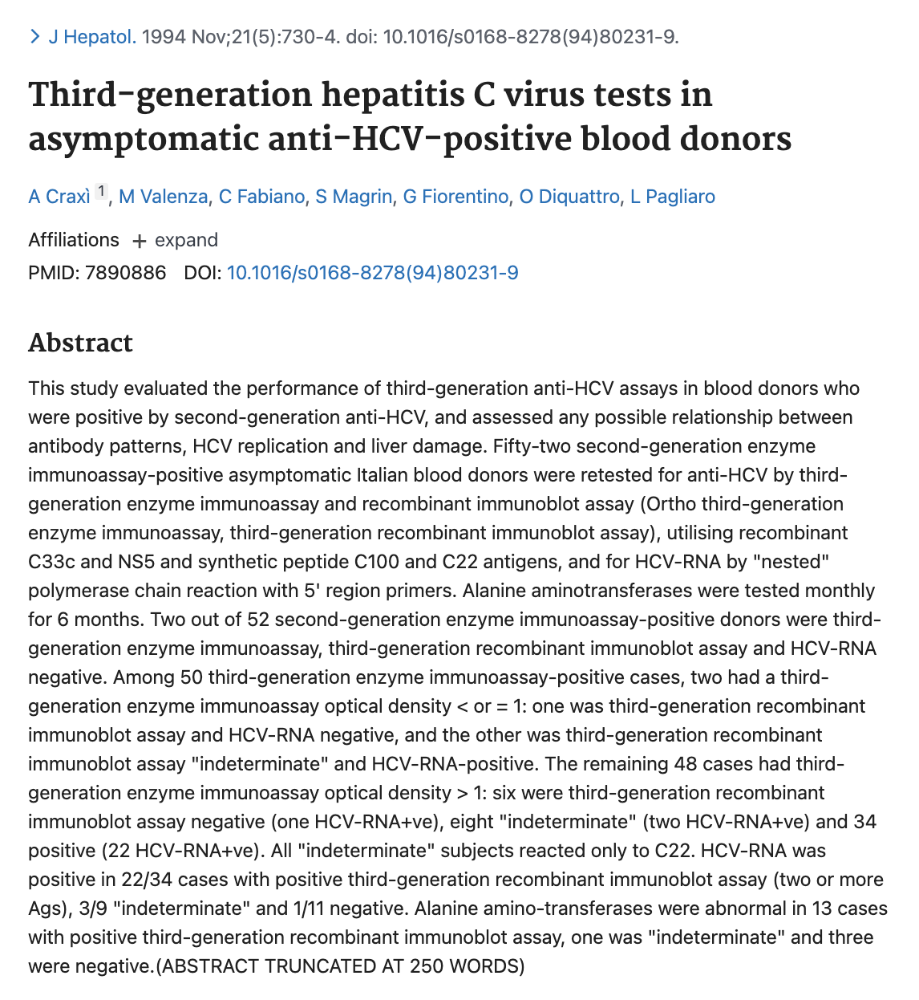 > J Hepatol. 1994 Nov;21(5):730-4. doi: 10.1016/s0168-8278(94)80231-9.
Third-generation hepatitis C virus tests in
asymptomatic anti-HCV-positive blood donors
A Craxì 1, M Valenza, C Fabiano, S Magrin, G Fiorentino, O Diquattro, L Pagliaro
Affiliations + expand
PMID: 7890886 DOI: 10.1016/s0168-8278(94)80231-9
Abstract
This study evaluated the performance of third-generation anti-HCV assays in blood donors who
were positive by second-generation anti-HCV, and assessed any possible relationship between
antibody patterns, HCV replication and liver damage. Fifty-two second-generation enzyme
immunoassay-positive asymptomatic Italian blood donors were retested for anti-HCV by third-
generation enzyme immunoassay and recombinant immunoblot assay (Ortho third-generation
enzyme immunoassay, third-generation recombinant immunoblot assay), utilising recombinant
C33c and NS5 and synthetic peptide C100 and C22 antigens, and for HCV-RNA by "nested"
polymerase chain reaction with 5' region primers. Alanine aminotransferases were tested monthly
for 6 months. Two out of 52 second-generation enzyme immunoassay-positive donors were third-
generation enzyme immunoassay, third-generation recombinant immunoblot assay and HCV-RNA
negative. Among 50 third-generation enzyme immunoassay-positive cases, two had a third-
generation enzyme immunoassay optical density < or = 1: one was third-generation recombinant
immunoblot assay and HCV-RNA negative, and the other was third-generation recombinant
immunoblot assay "indeterminate" and HCV-RNA-positive. The remaining 48 cases had third-
generation enzyme immunoassay optical density > 1: six were third-generation recombinant
immunoblot assay negative (one HCV-RNA+ve), eight "indeterminate" (two HCV-RNA+ve) and 34
positive (22 HCV-RNA+ve). All "indeterminate" subjects reacted only to C22. HCV-RNA was
positive in 22/34 cases with positive third-generation recombinant immunoblot assay (two or more
Ags), 3/9 "indeterminate" and 1/11 negative. Alanine amino-transferases were abnormal in 13 cases
with positive third-generation recombinant immunoblot assay, one was "indeterminate" and three
were negative.(ABSTRACT TRUNCATED AT 250 WORDS)